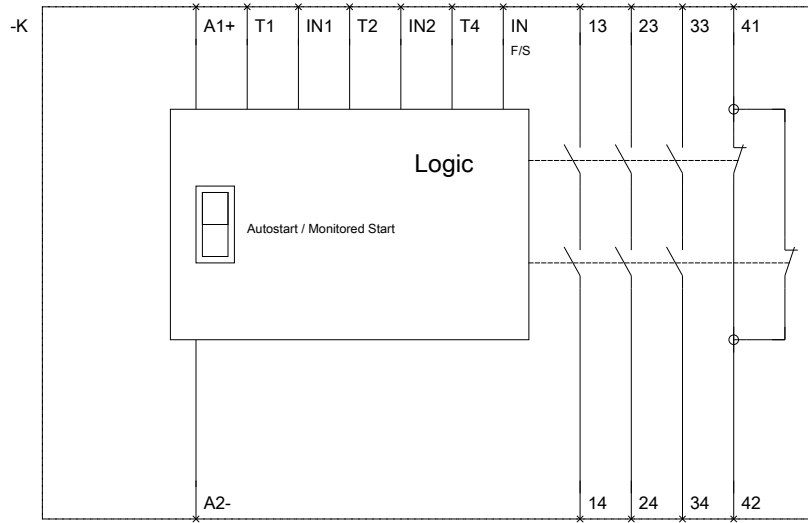 -K A1+ T1 IN1 T2 IN2 T4 IN 13 23 33 41
F/S
Logic
Autostart / Monitored Start
A2- 14 24 34 42